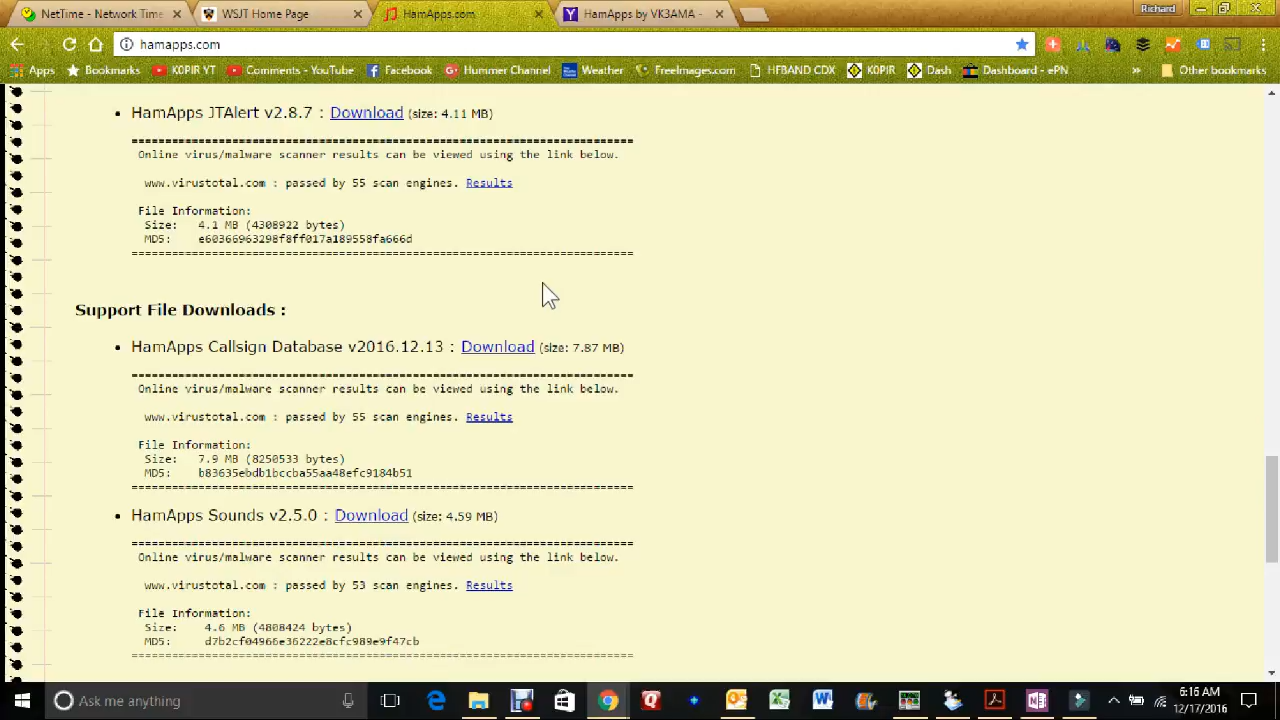 NetTime - Network Time
WSJT Home Page
HamApps.com
HamApps by VK3AMA -
Richard
hamapps.com
Apps
Bookmarks
K0PIR YT
Comments - YouTube
Facebook
Hummer Channel
Weather
FreeImages.com
HFBAND CDX
K0PIR
Dash
Dashboard - ePN
»
Other bookmarks
• HamApps JTAlert v2.8.7 : Download (size: 4.11 MB)
Online virus/malware scanner results can be viewed using the link below.
www.virustotal.com : passed by 55 scan engines. Results
File Information:
Size: 4.1 MB (4308922 bytes)
MD5: e60366963298f8ff017a189558fa666d
Support File Downloads :
• HamApps Callsign Database v2016.12.13 : Download (size: 7.87 MB)
Online virus/malware scanner results can be viewed using the link below.
www.virustotal.com : passed by 55 scan engines. Results
File Information:
Size: 7.9 MB (8250533 bytes)
MD5: b83635ebdb1bccba55aa48efc9184b51
• HamApps Sounds v2.5.0 : Download (size: 4.59 MB)
Online virus/malware scanner results can be viewed using the link below.
www.virustotal.com : passed by 53 scan engines. Results
File Information:
Size: 4.6 MB (4808424 bytes)
MD5: d7b2cf04966e36222e8cfc989e9f47cb
Ask me anything
6:16 AM
12/17/2016